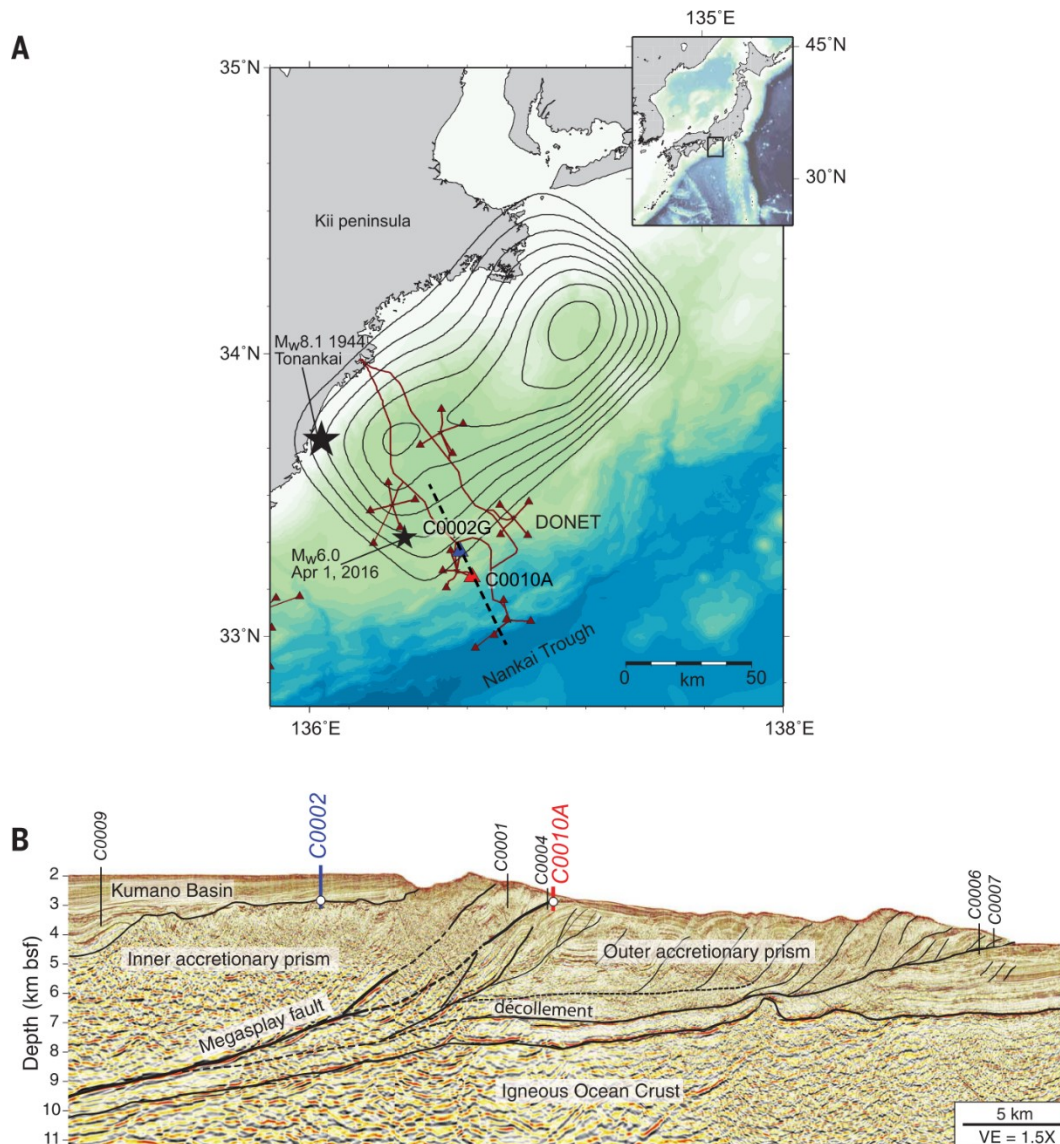 A
135˚E
45˚N
30˚N
35˚N
Kii peninsula
34˚N
Mw8.1 1944
Tonankai
C0002G
DONET
Mw6.0
Apr 1, 2016
C0010A
33˚N
Nankai Trough
0 50
km
136˚E
138˚E
B
C0009
C0002
C0001
C0004
C0010A
C0006
C0007
2
Kumano Basin
3
4
Inner accretionary prism
Outer accretionary prism
5
6
décollement
7
Megasplay fault
8
9
Igneous Ocean Crust
10
11
Depth (km bsf)
5 km
VE = 1.5X